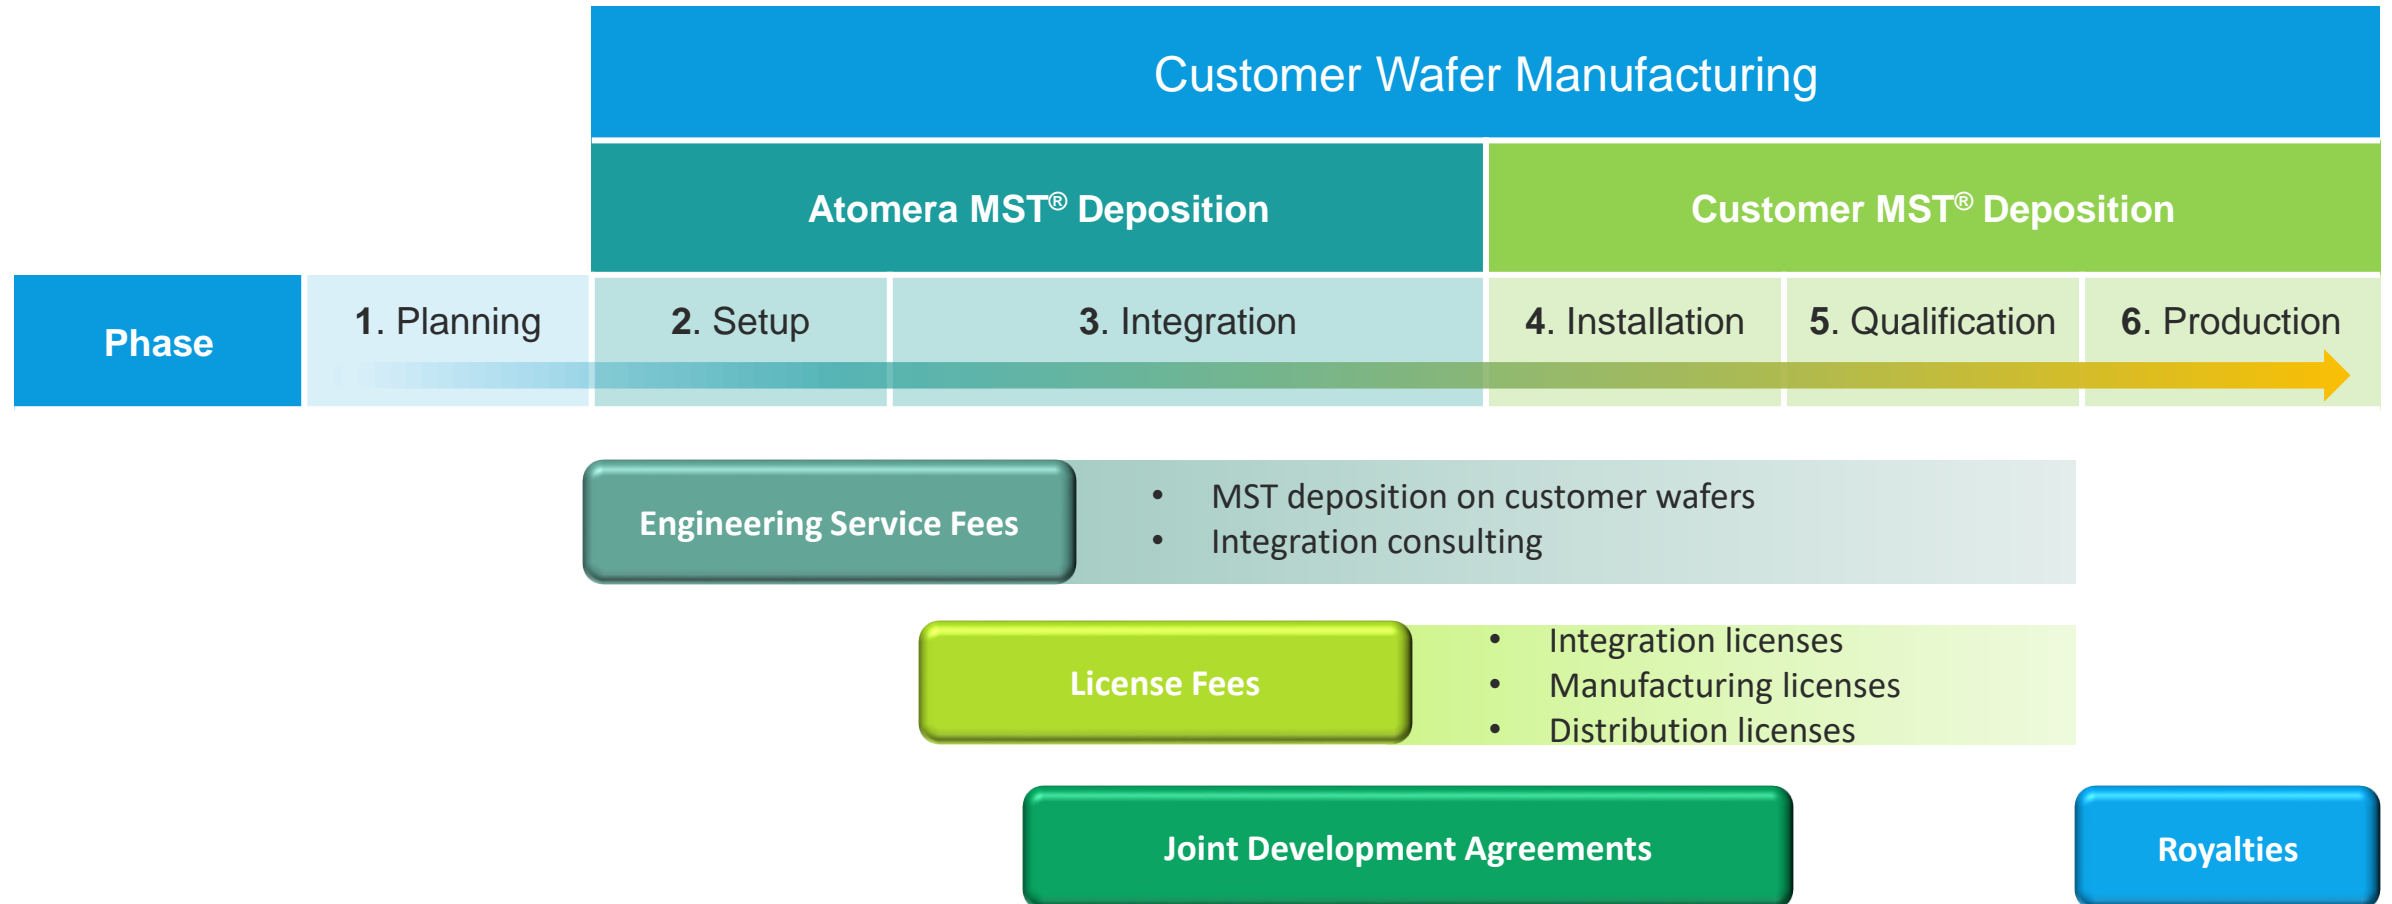 Customer Wafer Manufacturing
Atomera MST® Deposition
Customer MST® Deposition
Phase
1. Planning
2. Setup
3. Integration
4. Installation
5. Qualification
6. Production
Engineering Service Fees
• MST deposition on customer wafers
• Integration consulting
License Fees
• Integration licenses
• Manufacturing licenses
• Distribution licenses
Joint Development Agreements
Royalties